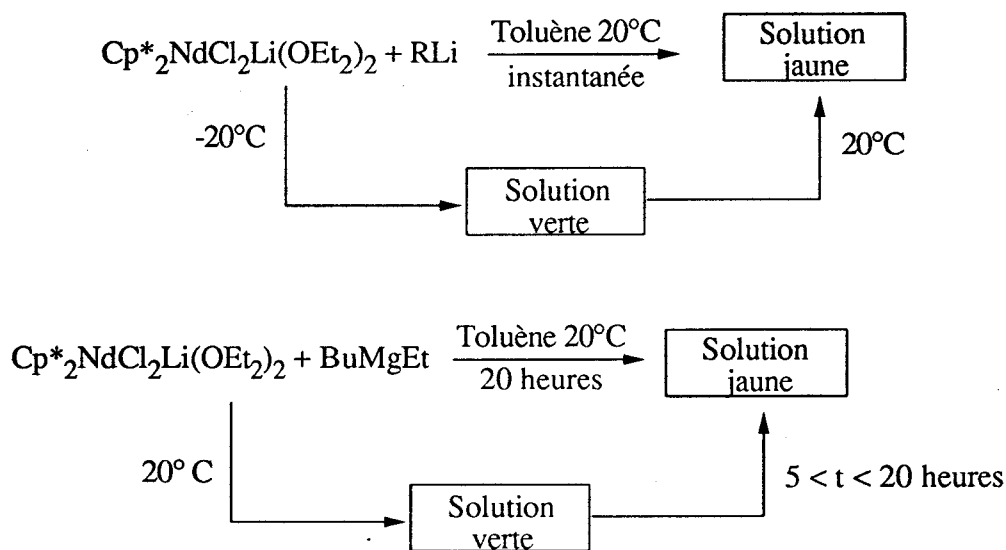 Cp*2NdCl2Li(OEt2)2 + RLi
Toluène 20°C
instantanée
Solution
jaune
-20°C
20°C
Solution
verte
Cp*2NdCl2Li(OEt2)2 + BuMgEt
Toluène 20°C
20 heures
Solution
jaune
20° C
5 < t < 20 heures
Solution
verte